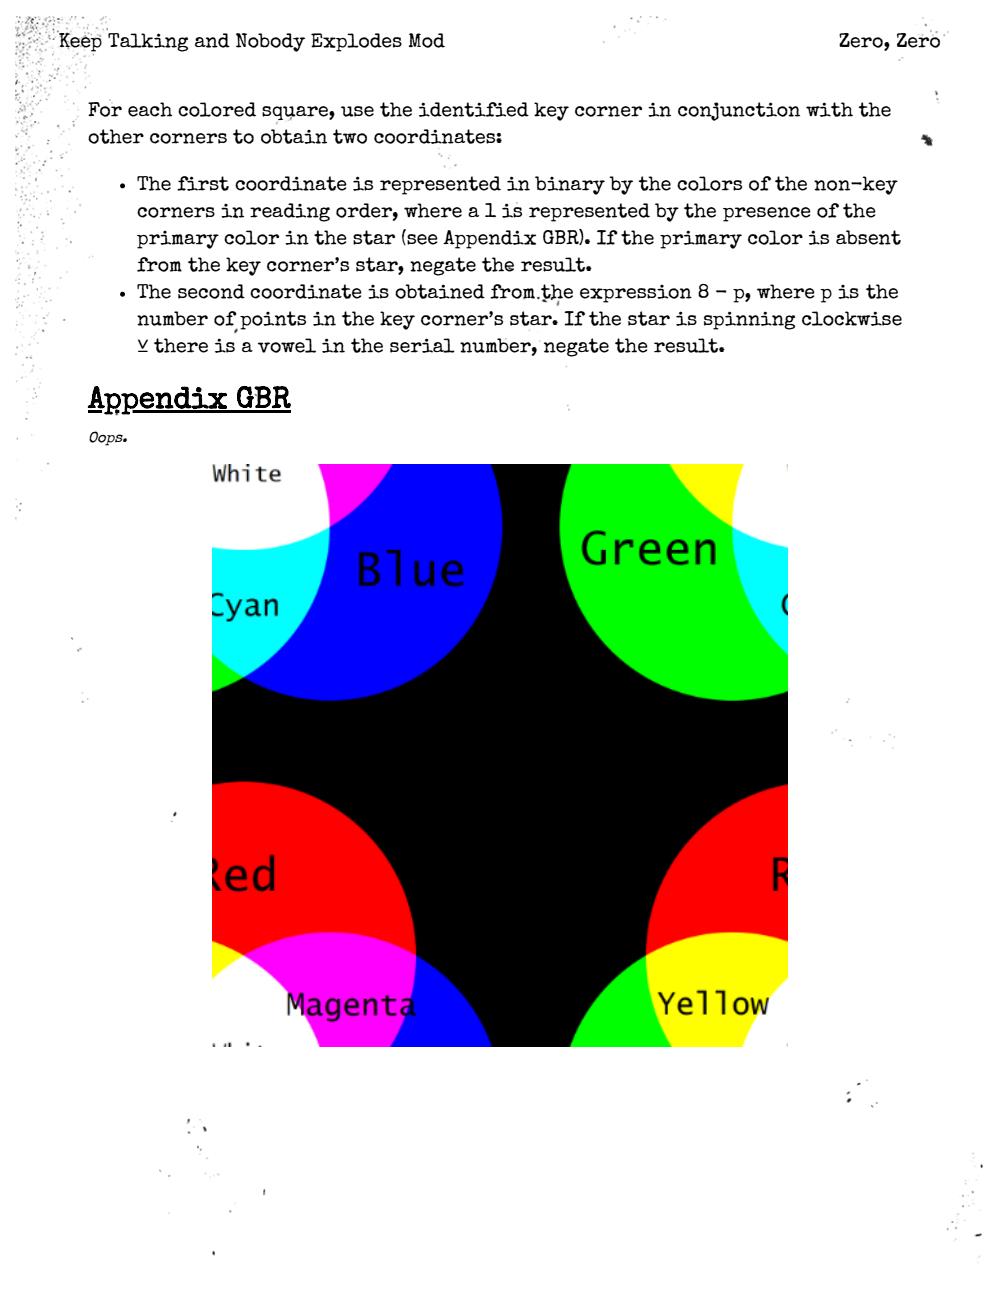 Keep Talking and Nobody Explodes Mod
Zero, Zero
For each colored square, use the identified key corner in conjunction with the
other corners to obtain two coordinates:
• The first coordinate is represented in binary by the colors of the non-key
corners in reading order, where a 1 is represented by the presence of the
primary color in the star (see Appendix GBR). If the primary color is absent
from the key corner's star, negate the result.
• The second coordinate is obtained from the expression 8 - p, where p is the
number of points in the key corner's star. If the star is spinning clockwise
⊻ there is a vowel in the serial number, negate the result.
Appendix GBR
Oops.
White
Blue
Green
Cyan
Red
Magenta
Yellow